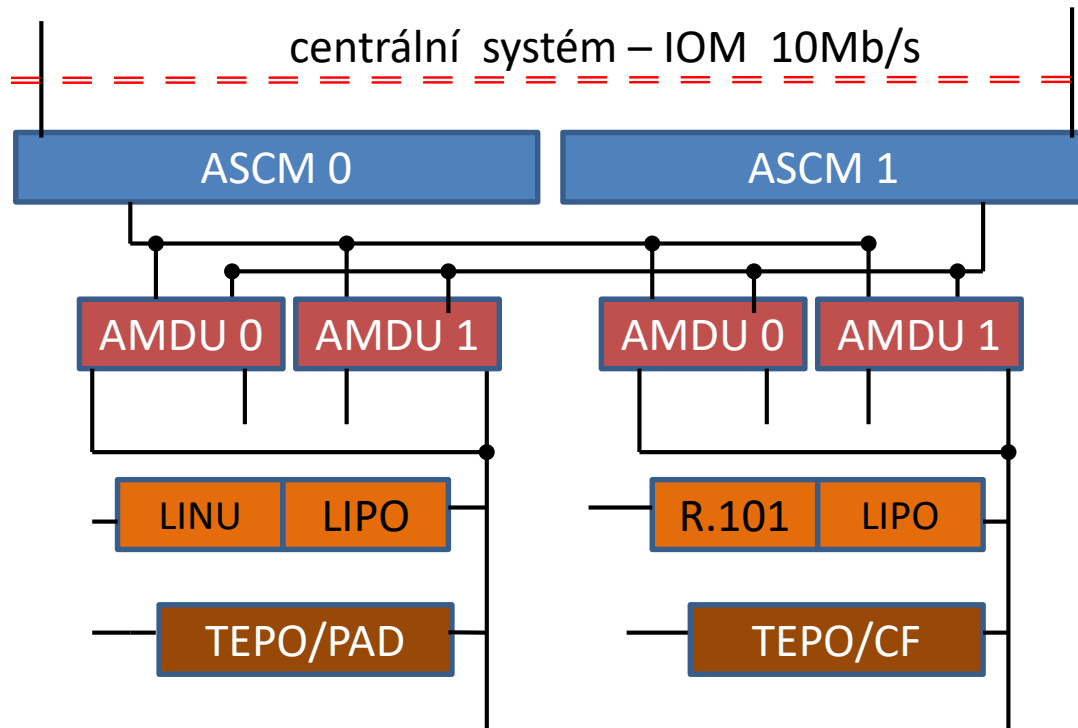 centrální systém – IOM 10Mb/s
ASCM 0
ASCM 1
AMDU 0
AMDU 1
AMDU 0
AMDU 1
LINU
LIPO
R.101
LIPO
TEPO/PAD
TEPO/CF